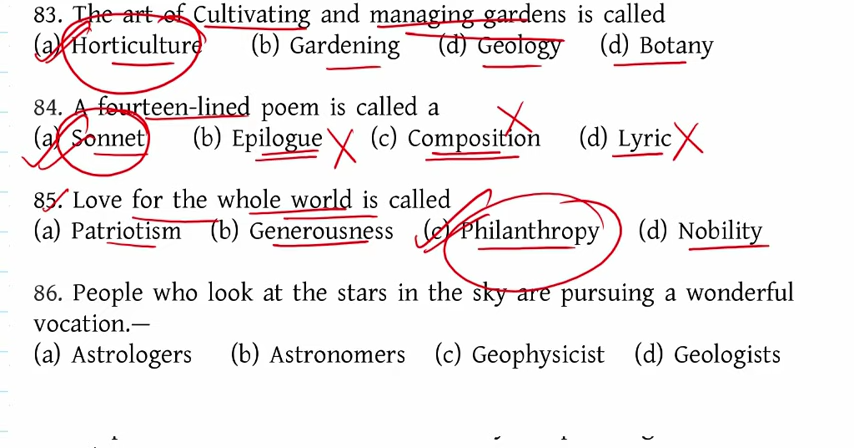 83. The art of Cultivating and managing gardens is called
(a) Horticulture (b) Gardening (d) Geology (d) Botany
84. A fourteen-lined poem is called a
(a) Sonnet (b) Epilogue (c) Composition (d) Lyric
85. Love for the whole world is called
(a) Patriotism (b) Generousness (c) Philanthropy (d) Nobility
86. People who look at the stars in the sky are pursuing a wonderful
vocation.—
(a) Astrologers (b) Astronomers (c) Geophysicist (d) Geologists